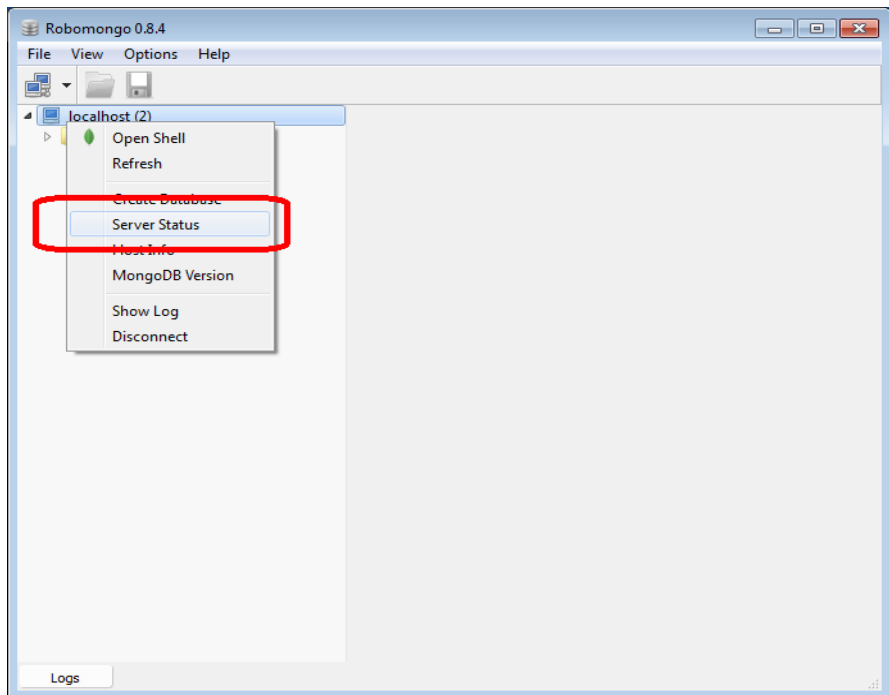 Robomongo 0.8.4
File View Options Help
localhost (2)
Open Shell
Refresh
Create Database
Server Status
Host Info
MongoDB Version
Show Log
Disconnect
Logs